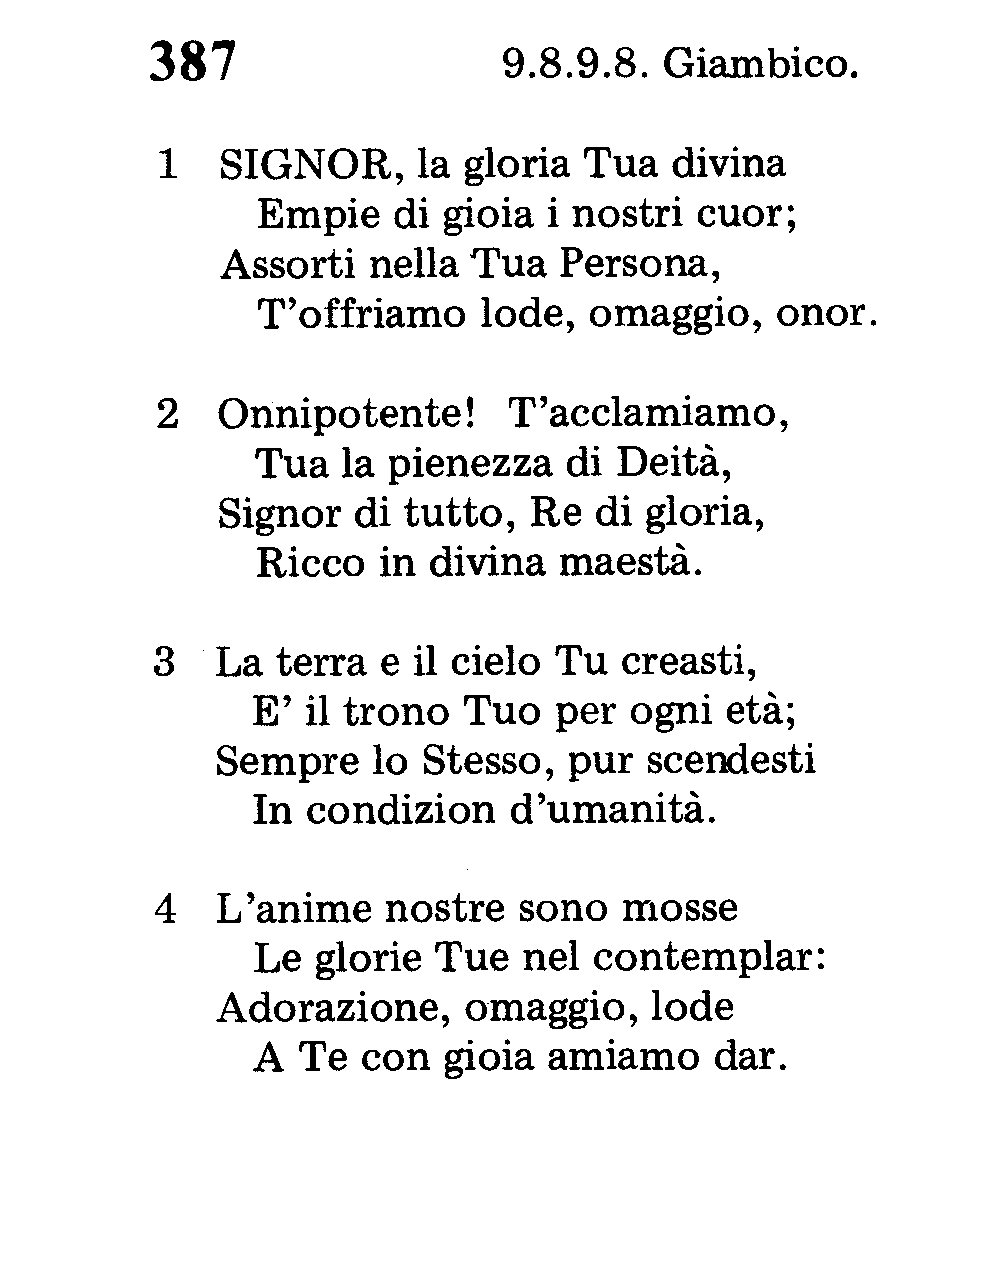 387 9.8.9.8. Giambico.
1 SIGNOR, la gloria Tua divina
Empie di gioia i nostri cuor;
Assorti nella Tua Persona,
T’offriamo lode, omaggio, onor.
2 Onnipotente! T’acclamiamo,
Tua la pienezza di Deità,
Signor di tutto, Re di gloria,
Ricco in divina maestà.
3 La terra e il cielo Tu creasti,
E’ il trono Tuo per ogni età;
Sempre lo Stesso, pur scendesti
In condizion d’umanità.
4 L’anime nostre sono mosse
Le glorie Tue nel contemplar:
Adorazione, omaggio, lode
A Te con gioia amiamo dar.